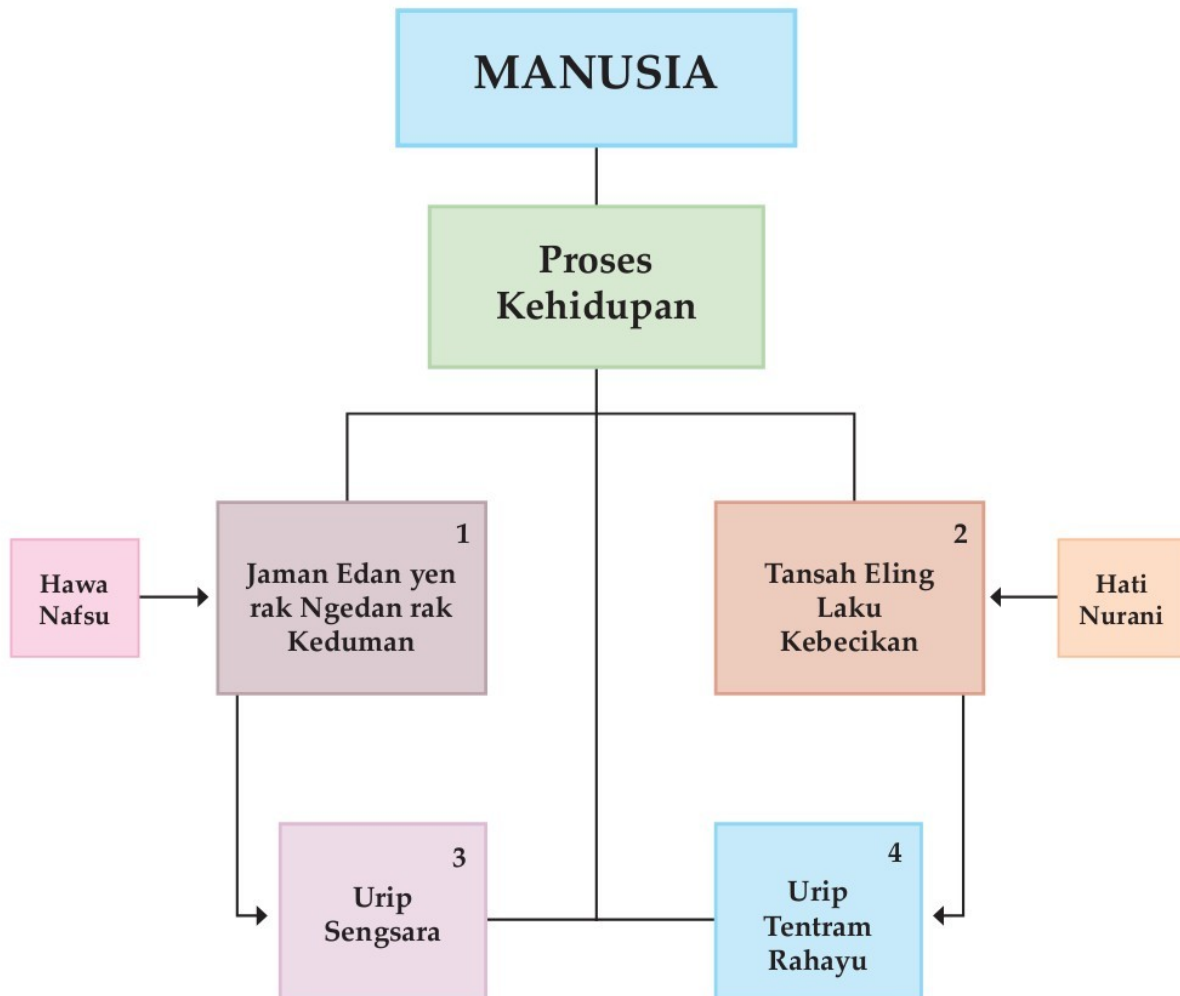 MANUSIA
Proses
Kehidupan
Hawa
Nafsu
1
Jaman Edan yen
rak Ngedan rak
Keduman
2
Tansah Eling
Laku
Kebecikan
Hati
Nurani
3
Urip
Sengsara
4
Urip
Tentram
Rahayu